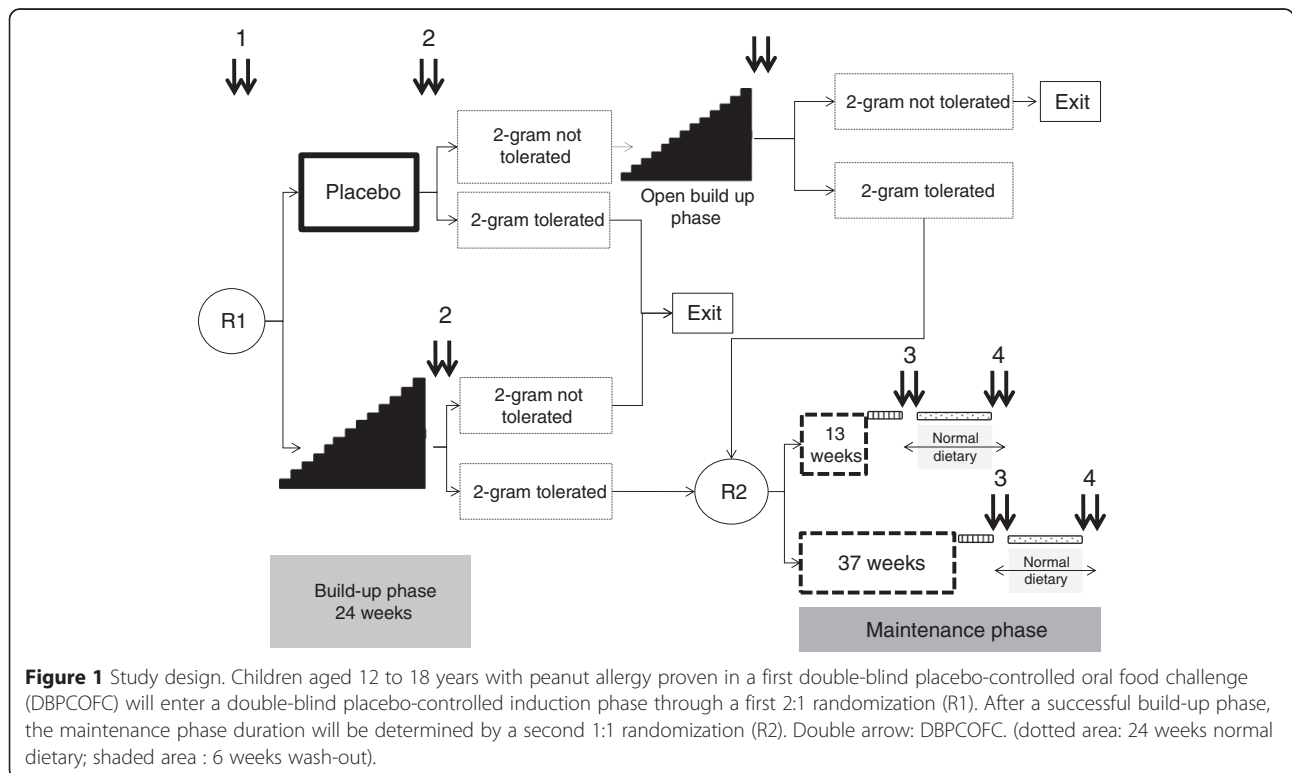 1
2
2-gram not
tolerated
2-gram not tolerated
Exit
Placebo
Open build up
phase
2-gram tolerated
2-gram tolerated
R1
Exit
2
2-gram not
tolerated
2-gram tolerated
R2
3
4
13
weeks
Normal
dietary
3
4
37 weeks
Normal
dietary
Build-up phase
24 weeks
Maintenance phase
Figure 1 Study design. Children aged 12 to 18 years with peanut allergy proven in a first double-blind placebo-controlled oral food challenge
(DBPCOFC) will enter a double-blind placebo-controlled induction phase through a first 2:1 randomization (R1). After a successful build-up phase,
the maintenance phase duration will be determined by a second 1:1 randomization (R2). Double arrow: DBPCOFC. (dotted area: 24 weeks normal
dietary; shaded area : 6 weeks wash-out).